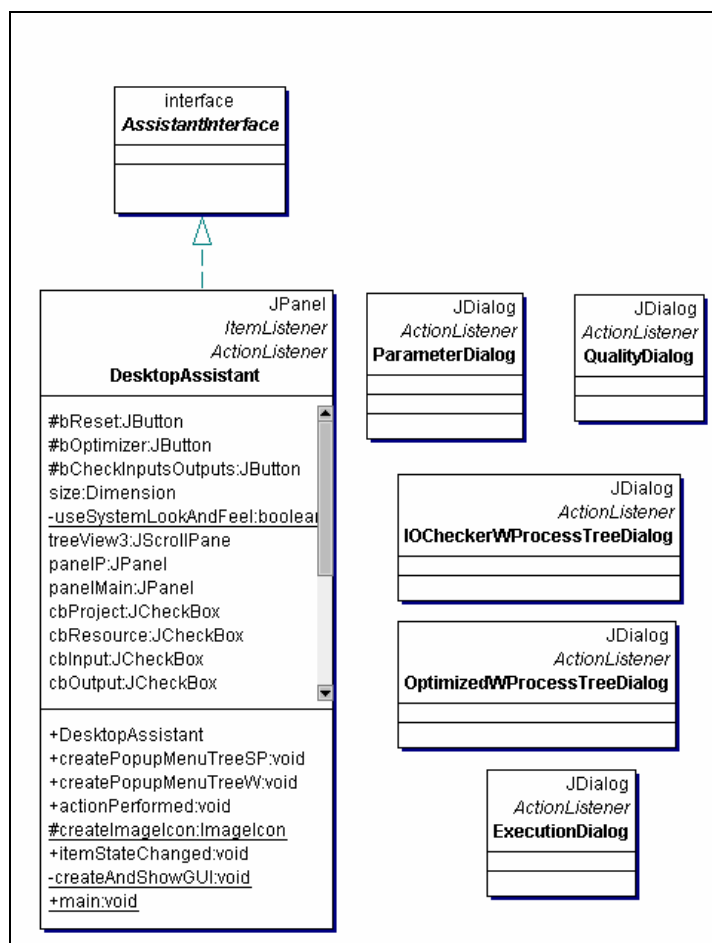 interface
AssistantInterface
JPanel
ItemListener
ActionListener
DesktopAssistant
#bReset:JButton
#bOptimizer:JButton
#bCheckInputsOutputs:JButton
size:Dimension
-useSystemLookAndFeel:boolean
treeView3:JScrollPane
panelP:JPanel
panelMain:JPanel
cbProject:JCheckBox
cbResource:JCheckBox
cbInput:JCheckBox
cbOutput:JCheckBox
+DesktopAssistant
+createPopupMenuTreeSP:void
+createPopupMenuTreeW:void
+actionPerformed:void
#createImageIcon:ImageIcon
+itemStateChanged:void
-createAndShowGUI:void
+main:void
JDialog
ActionListener
ParameterDialog
JDialog
ActionListener
QualityDialog
JDialog
ActionListener
IOCheckerWProcessTreeDialog
JDialog
ActionListener
OptimizedWProcessTreeDialog
JDialog
ActionListener
ExecutionDialog